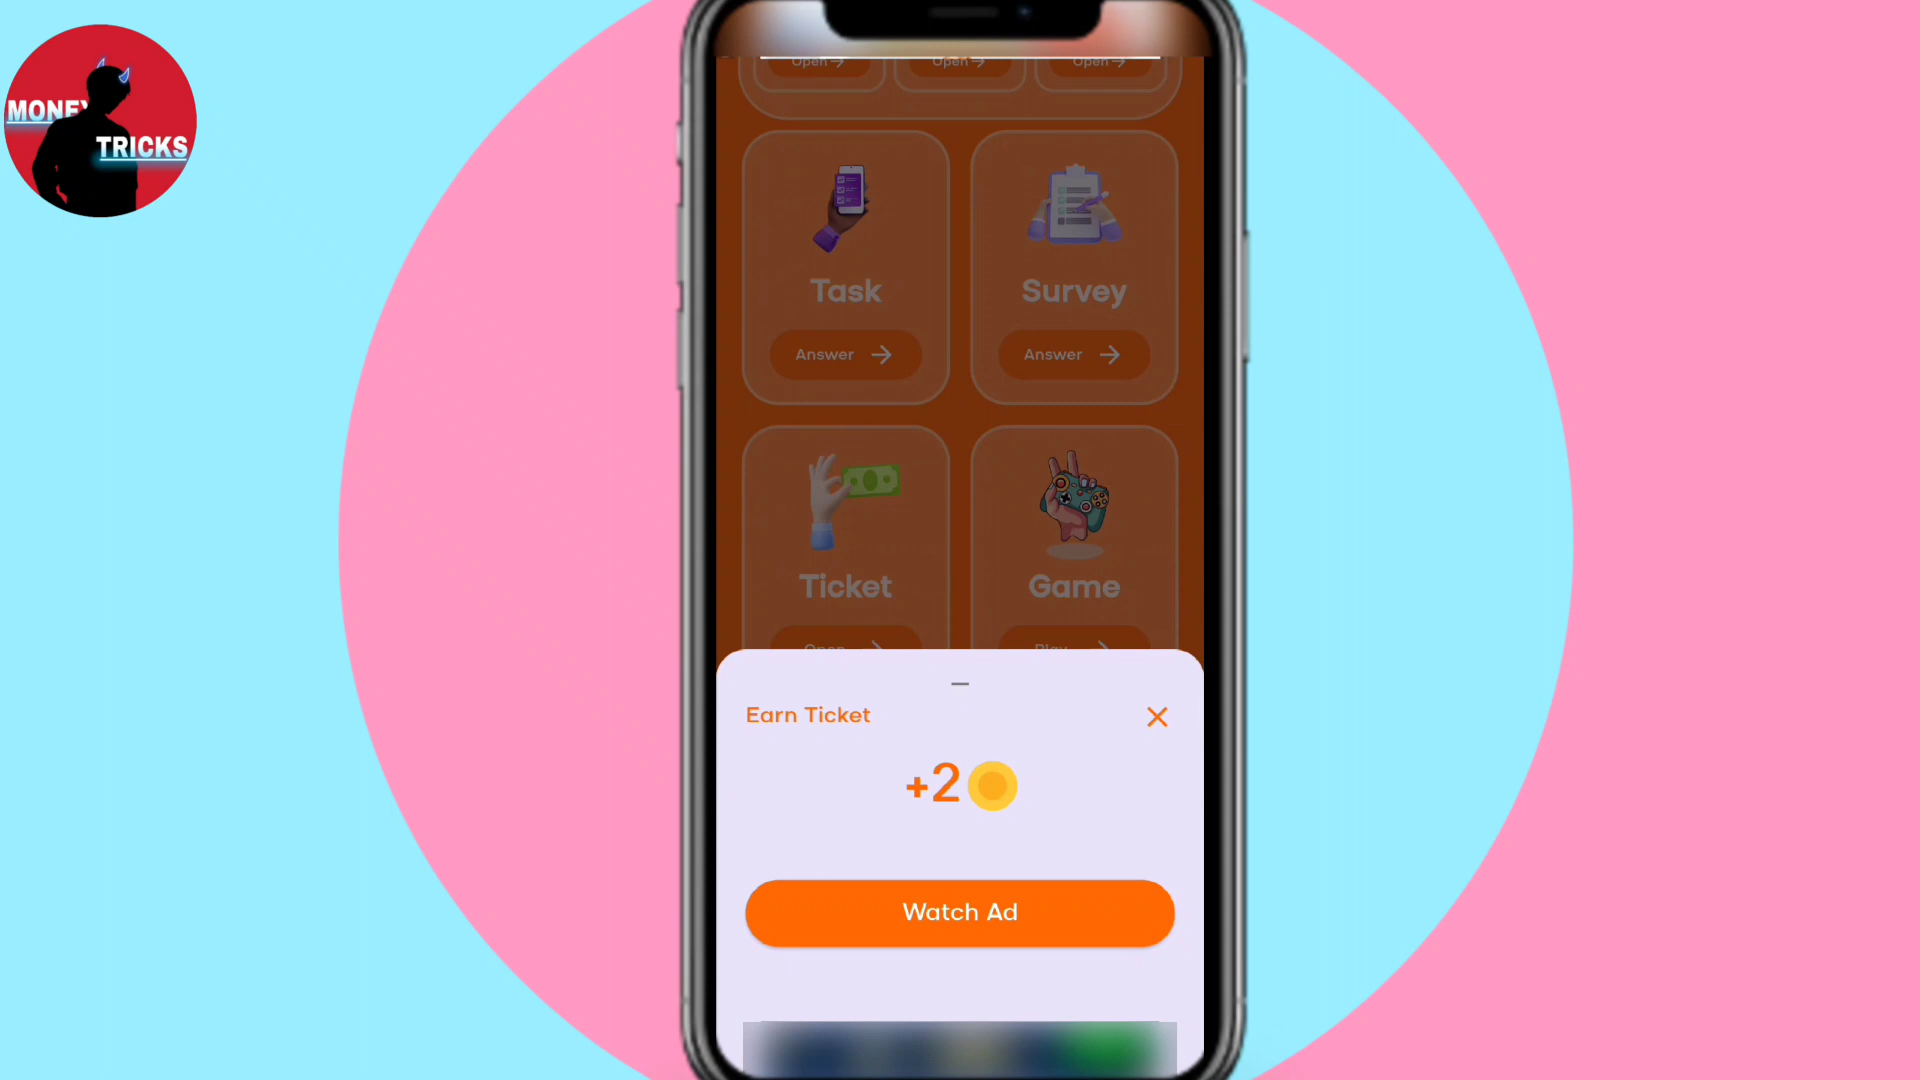 MONEY
TRICKS
Open→ Open→ Open→
Task
Survey
Answer →
Answer →
Ticket
Game
Open
Play
Earn Ticket
+2
Watch Ad